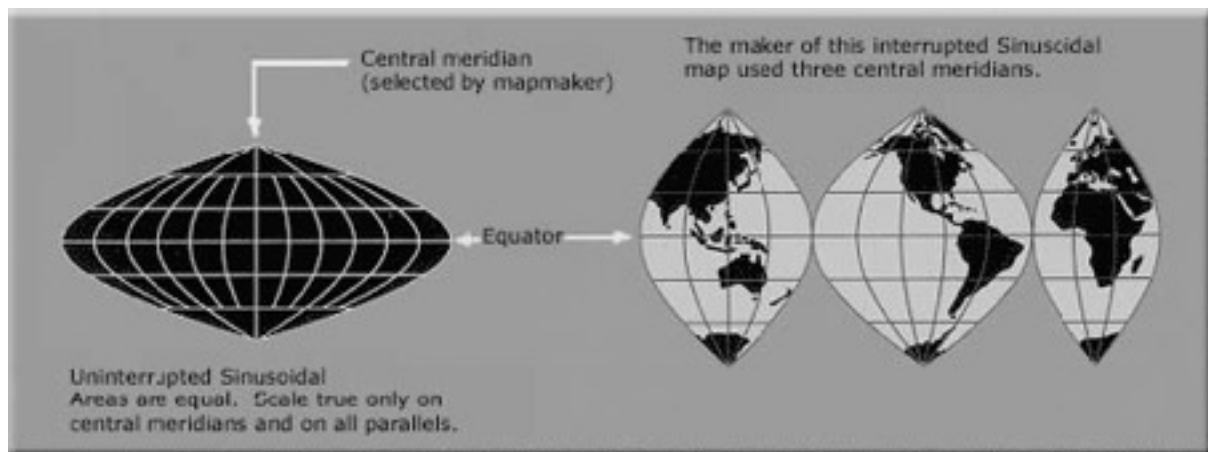 Central meridian
(selected by mapmaker)
The maker of this interrupted Sinuscidal
map used three central meridians.
Equator
Uninterrupted Sinusoidal
Areas are equal. Scale true only on
central meridians and on all parallels.